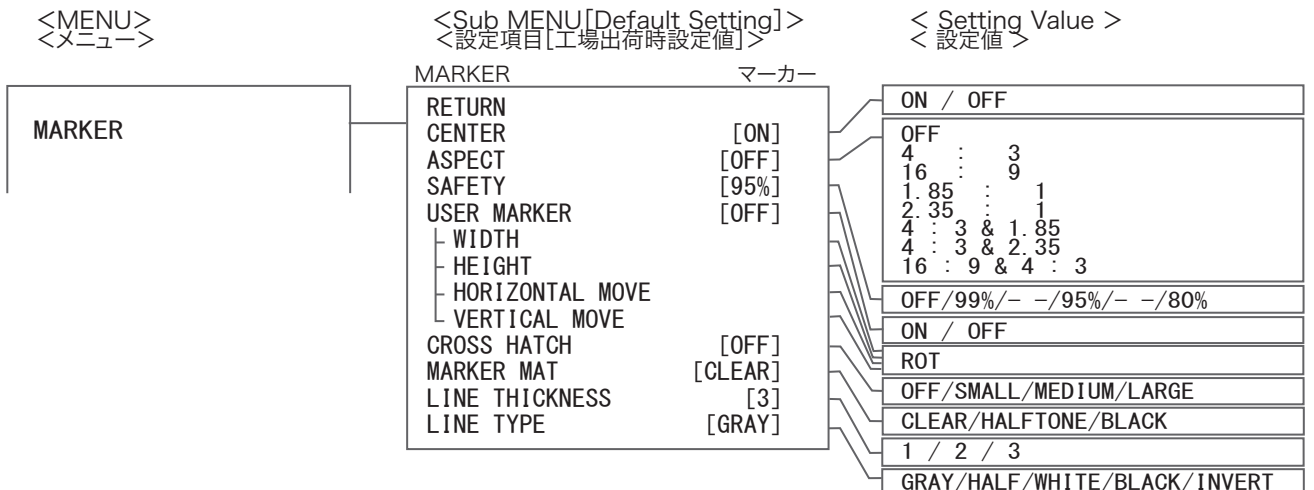 <MENU> <Sub MENU[Default Setting]> < Setting Value >
<メニュー> <設定項目[工場出荷時設定値]> < 設定値 >
MARKER マーカー
MARKER
RETURN
CENTER [ON]
ASPECT [OFF]
SAFETY [95%]
USER MARKER [OFF]
WIDTH
HEIGHT
HORIZONTAL MOVE
VERTICAL MOVE
CROSS HATCH [OFF]
MARKER MAT [CLEAR]
LINE THICKNESS [3]
LINE TYPE [GRAY]
ON / OFF
OFF
4 : 3
16 : 9
1.85 : 1
2.35 : 1
4 : 3 & 1.85
4 : 3 & 2.35
16 : 9 & 4 : 3
OFF/99%/- -/95%/- -/80%
ON / OFF
ROT
OFF/SMALL/MEDIUM/LARGE
CLEAR/HALFTONE/BLACK
1 / 2 / 3
GRAY/HALF/WHITE/BLACK/INVERT